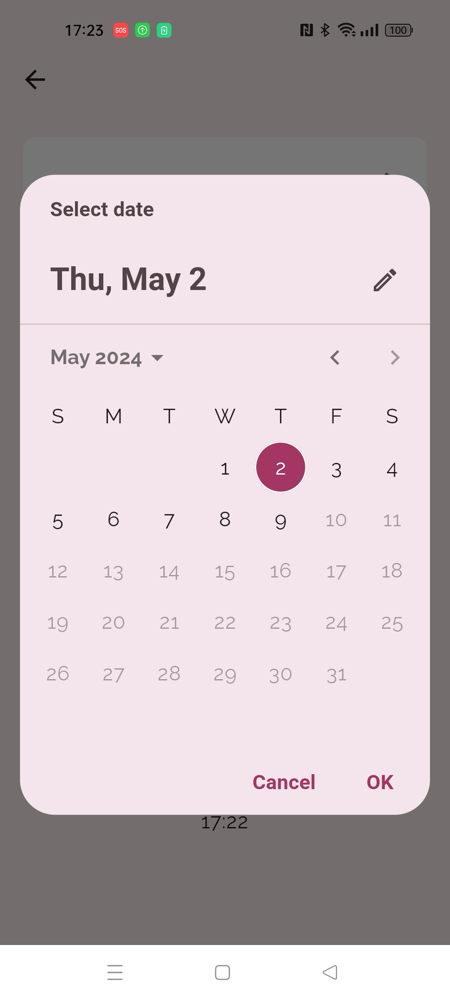 17:23 SOS 100
Select date
Thu, May 2
May 2024
S M T W T F S
1 2 3 4
5 6 7 8 9 10 11
12 13 14 15 16 17 18
19 20 21 22 23 24 25
26 27 28 29 30 31
Cancel OK
17:22